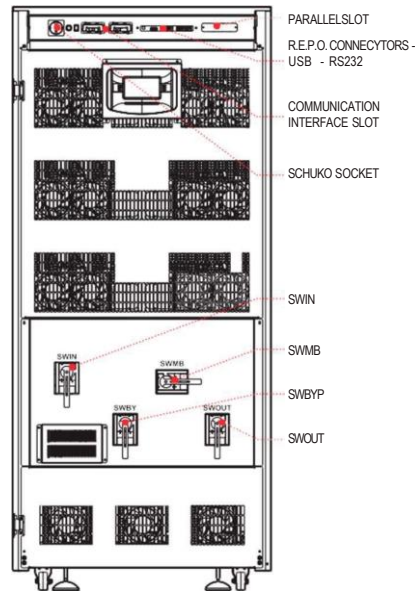 PARALLELSLOT
R.E.P.O. CONNECYTORS -
USB - RS232
COMMUNICATION
INTERFACE SLOT
SCHUKO SOCKET
SWIN
SWMB
SWBYP
SWOUT
SWIN
SWMB
SWBY
SWOUT